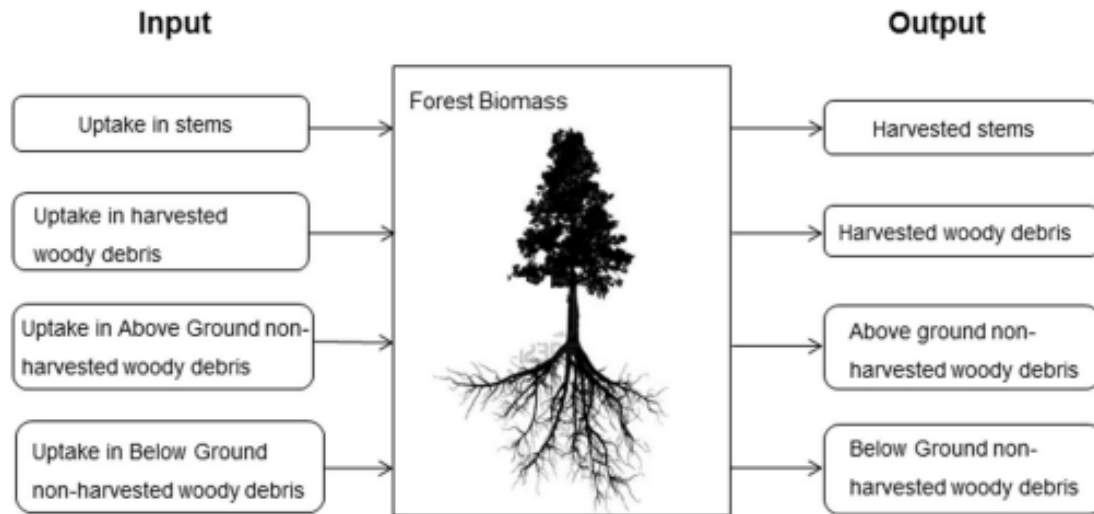 Input
Output
Forest Biomass
Uptake in stems
Harvested stems
Uptake in harvested
woody debris
Harvested woody debris
Uptake in Above Ground non-
harvested woody debris
Above ground non-
harvested woody debris
Uptake in Below Ground
non-harvested woody debris
Below Ground non-
harvested woody debris